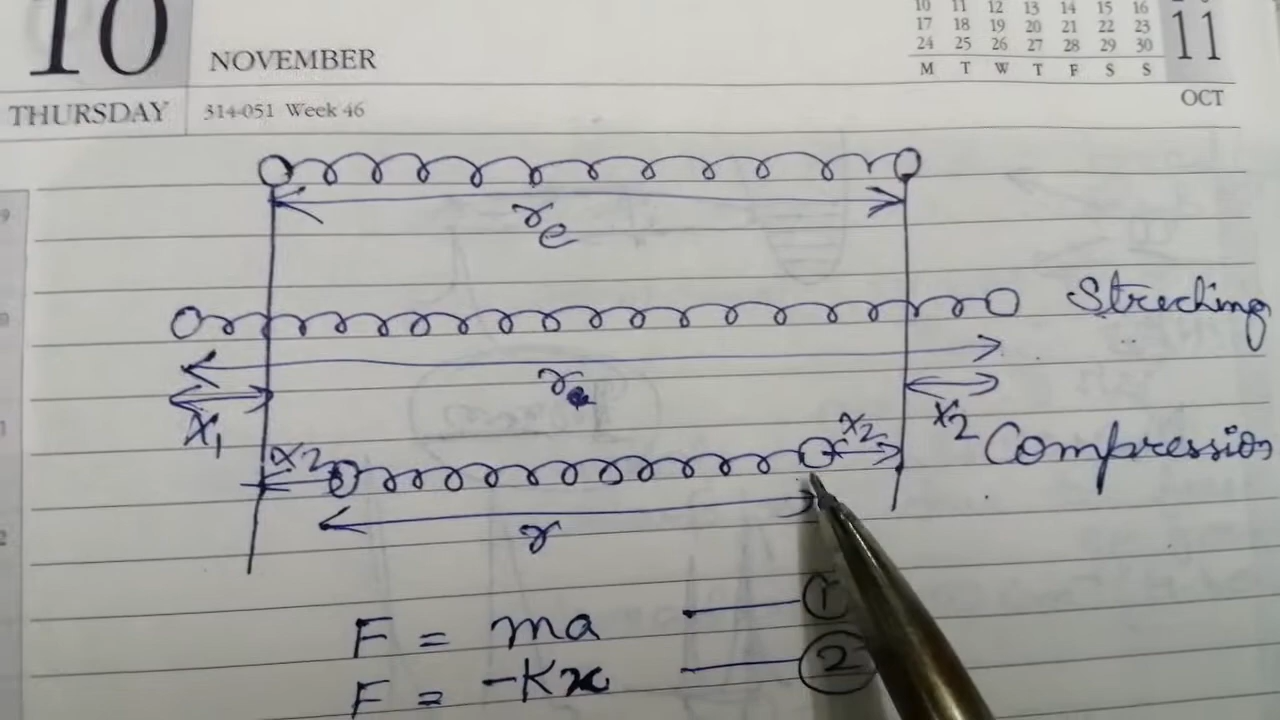 10
NOVEMBER
THURSDAY
314-051 Week 46
10 11 12 13 14 15 16
17 18 19 20 21 22 23
24 25 26 27 28 29 30
M T W T F S S
11
OCT
re
Streching
r
x1
x2
Compression
x2
x2
r
F = ma 1
F = -Kx 2